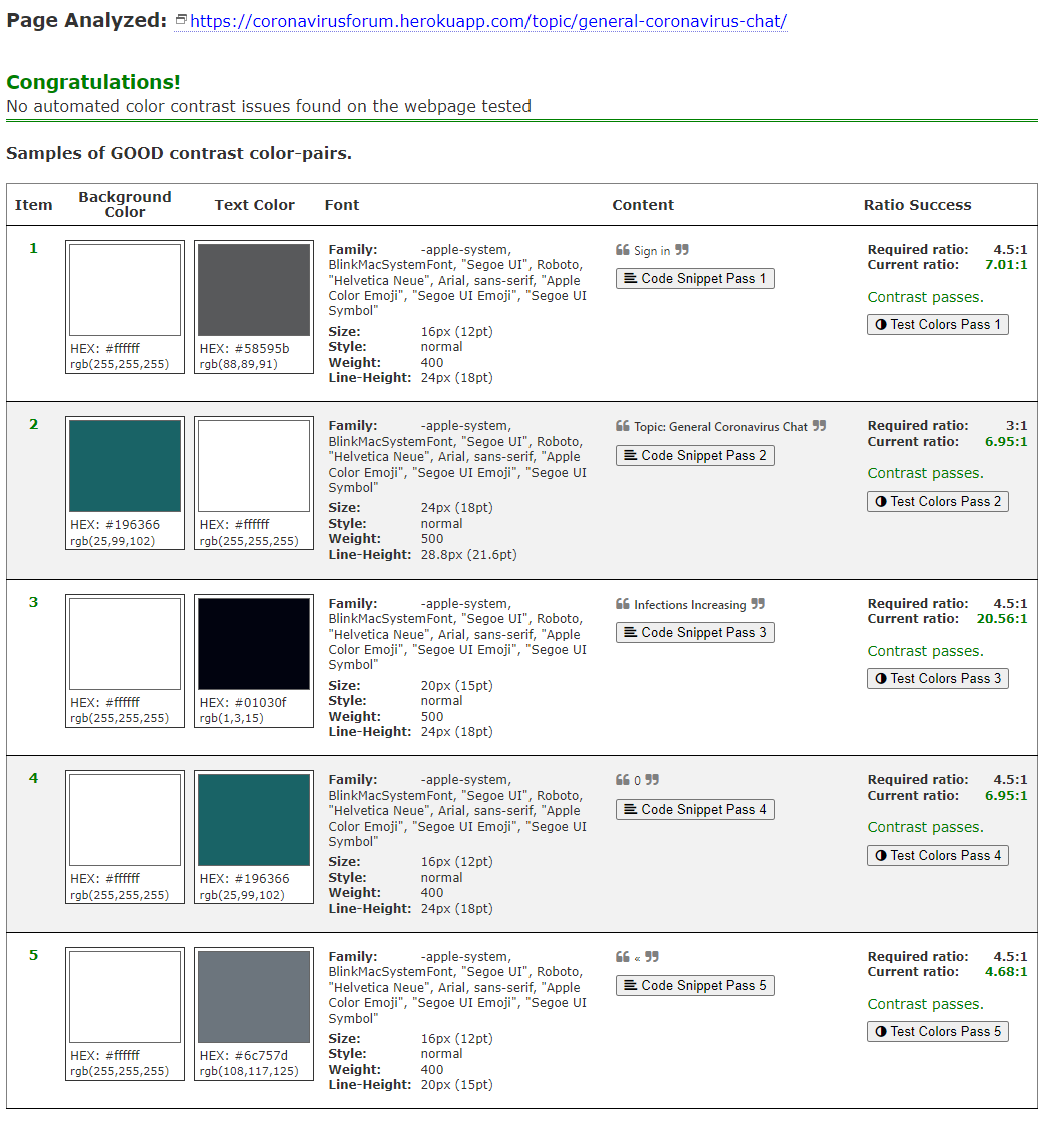 Page Analyzed: https://coronavirusforum.herokuapp.com/topic/general-coronavirus-chat/
Congratulations!
No automated color contrast issues found on the webpage tested
Samples of GOOD contrast color-pairs.
Item Background Color Text Color Font Content Ratio Success
1
HEX: #ffffff
rgb(255,255,255)
HEX: #58595b
rgb(88,89,91)
Family: -apple-system,
BlinkMacSystemFont, "Segoe UI", Roboto,
"Helvetica Neue", Arial, sans-serif, "Apple
Color Emoji", "Segoe UI Emoji", "Segoe UI
Symbol"
Size: 16px (12pt)
Style: normal
Weight: 400
Line-Height: 24px (18pt)
❝ Sign in ❞
Code Snippet Pass 1
Required ratio: 4.5:1
Current ratio: 7.01:1
Contrast passes.
Test Colors Pass 1
2
HEX: #196366
rgb(25,99,102)
HEX: #ffffff
rgb(255,255,255)
Family: -apple-system,
BlinkMacSystemFont, "Segoe UI", Roboto,
"Helvetica Neue", Arial, sans-serif, "Apple
Color Emoji", "Segoe UI Emoji", "Segoe UI
Symbol"
Size: 24px (18pt)
Style: normal
Weight: 500
Line-Height: 28.8px (21.6pt)
❝ Topic: General Coronavirus Chat ❞
Code Snippet Pass 2
Required ratio: 3:1
Current ratio: 6.95:1
Contrast passes.
Test Colors Pass 2
3
HEX: #ffffff
rgb(255,255,255)
HEX: #01030f
rgb(1,3,15)
Family: -apple-system,
BlinkMacSystemFont, "Segoe UI", Roboto,
"Helvetica Neue", Arial, sans-serif, "Apple
Color Emoji", "Segoe UI Emoji", "Segoe UI
Symbol"
Size: 20px (15pt)
Style: normal
Weight: 500
Line-Height: 24px (18pt)
❝ Infections Increasing ❞
Code Snippet Pass 3
Required ratio: 4.5:1
Current ratio: 20.56:1
Contrast passes.
Test Colors Pass 3
4
HEX: #ffffff
rgb(255,255,255)
HEX: #196366
rgb(25,99,102)
Family: -apple-system,
BlinkMacSystemFont, "Segoe UI", Roboto,
"Helvetica Neue", Arial, sans-serif, "Apple
Color Emoji", "Segoe UI Emoji", "Segoe UI
Symbol"
Size: 16px (12pt)
Style: normal
Weight: 400
Line-Height: 24px (18pt)
❝ 0 ❞
Code Snippet Pass 4
Required ratio: 4.5:1
Current ratio: 6.95:1
Contrast passes.
Test Colors Pass 4
5
HEX: #ffffff
rgb(255,255,255)
HEX: #6c757d
rgb(108,117,125)
Family: -apple-system,
BlinkMacSystemFont, "Segoe UI", Roboto,
"Helvetica Neue", Arial, sans-serif, "Apple
Color Emoji", "Segoe UI Emoji", "Segoe UI
Symbol"
Size: 16px (12pt)
Style: normal
Weight: 400
Line-Height: 20px (15pt)
❝ « ❞
Code Snippet Pass 5
Required ratio: 4.5:1
Current ratio: 4.68:1
Contrast passes.
Test Colors Pass 5